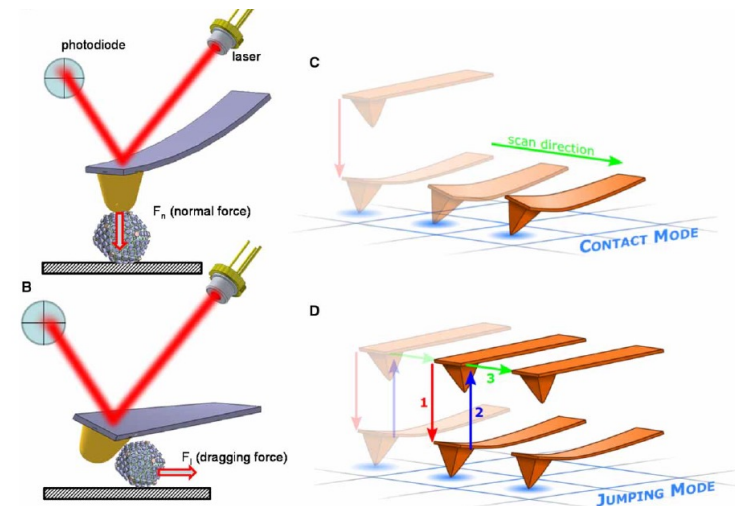 photodiode
laser
Fn (normal force)
B
Fl (dragging force)
C
scan direction
CONTACT MODE
D
1
2
3
JUMPING MODE